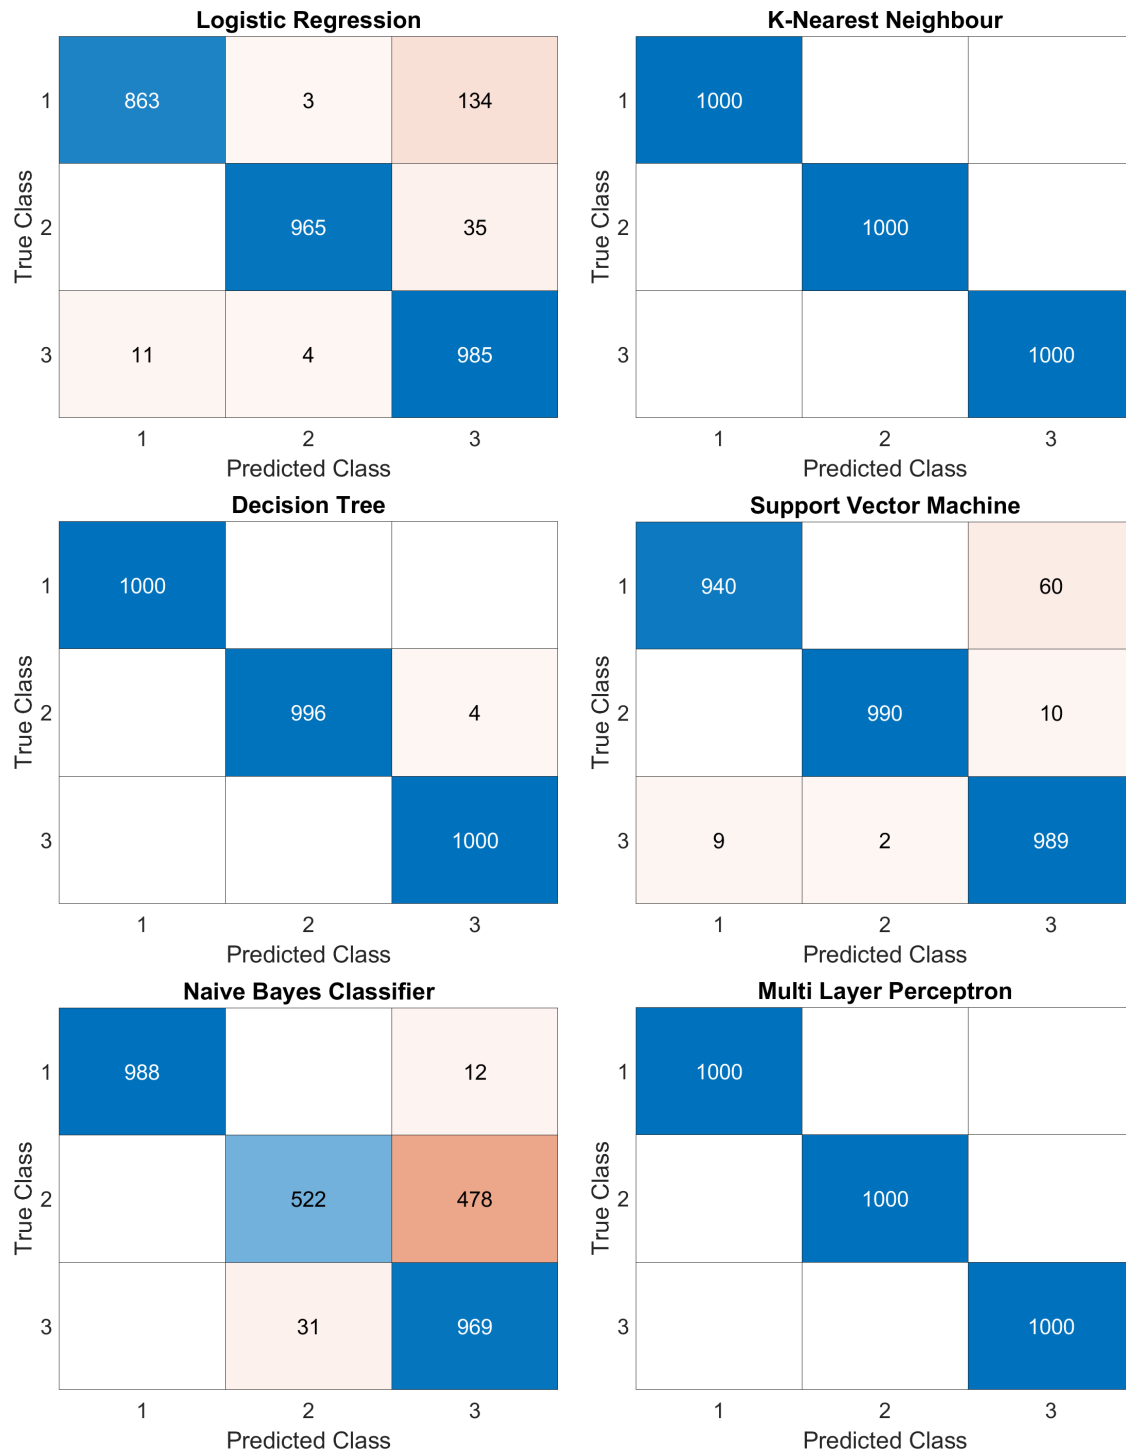 Logistic Regression
True Class
1 863 3 134
2 965 35
3 11 4 985
1 2 3
Predicted Class
K-Nearest Neighbour
True Class
1 1000
2 1000
3 1000
1 2 3
Predicted Class
Decision Tree
True Class
1 1000
2 996 4
3 1000
1 2 3
Predicted Class
Support Vector Machine
True Class
1 940 60
2 990 10
3 9 2 989
1 2 3
Predicted Class
Naive Bayes Classifier
True Class
1 988 12
2 522 478
3 31 969
1 2 3
Predicted Class
Multi Layer Perceptron
True Class
1 1000
2 1000
3 1000
1 2 3
Predicted Class